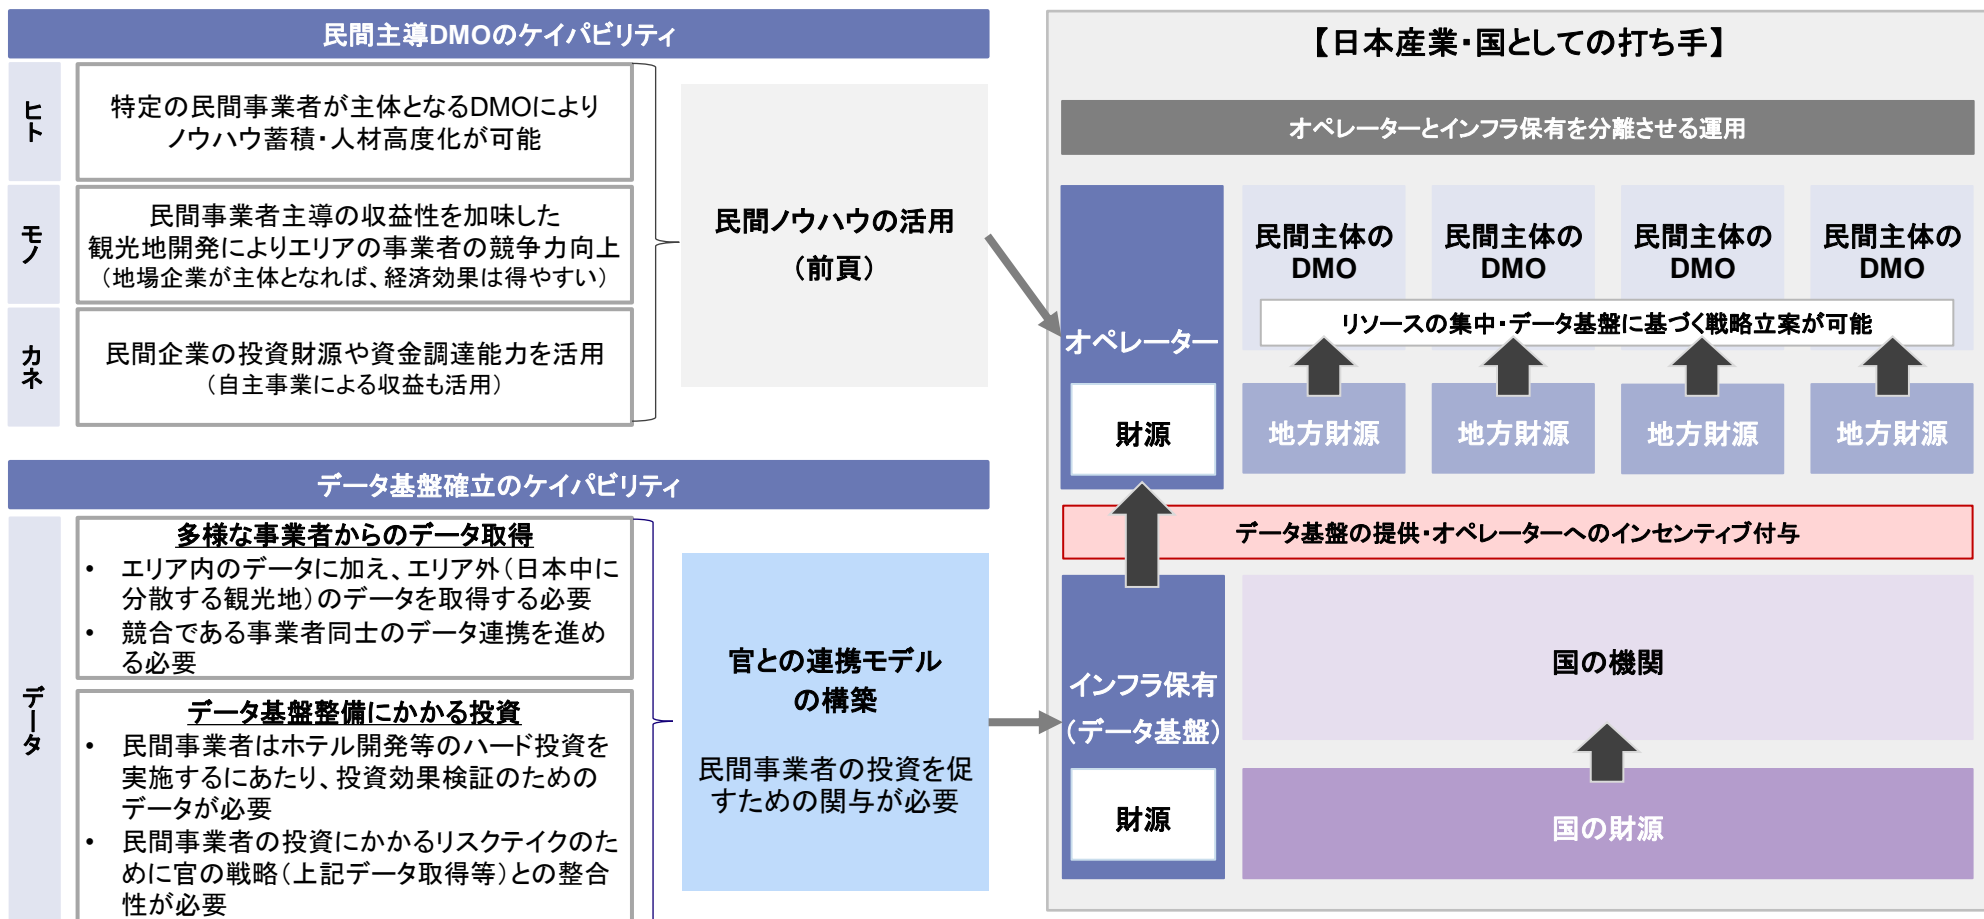 民間主導DMOのケイパビリティ
ヒト
特定の民間事業者が主体となるDMOにより
ノウハウ蓄積・人材高度化が可能
モノ
民間事業者主導の収益性を加味した
観光地開発によりエリアの事業者の競争力向上
（地場企業が主体となれば、経済効果は得やすい）
カネ
民間企業の投資財源や資金調達能力を活用
（自主事業による収益も活用）
民間ノウハウの活用
（前頁）
データ基盤確立のケイパビリティ
データ
多様な事業者からのデータ取得
• エリア内のデータに加え、エリア外（日本中に
分散する観光地）のデータを取得する必要
• 競合である事業者同士のデータ連携を進め
る必要
データ基盤整備にかかる投資
• 民間事業者はホテル開発等のハード投資を
実施するにあたり、投資効果検証のための
データが必要
• 民間事業者の投資にかかるリスクテイクのた
めに官の戦略（上記データ取得等）との整合
性が必要
官との連携モデル
の構築
民間事業者の投資を促
すための関与が必要
【日本産業・国としての打ち手】
オペレーターとインフラ保有を分離させる運用
オペレーター
財源
民間主体の
DMO
民間主体の
DMO
民間主体の
DMO
民間主体の
DMO
リソースの集中・データ基盤に基づく戦略立案が可能
地方財源
地方財源
地方財源
地方財源
データ基盤の提供・オペレーターへのインセンティブ付与
インフラ保有
（データ基盤）
財源
国の機関
国の財源